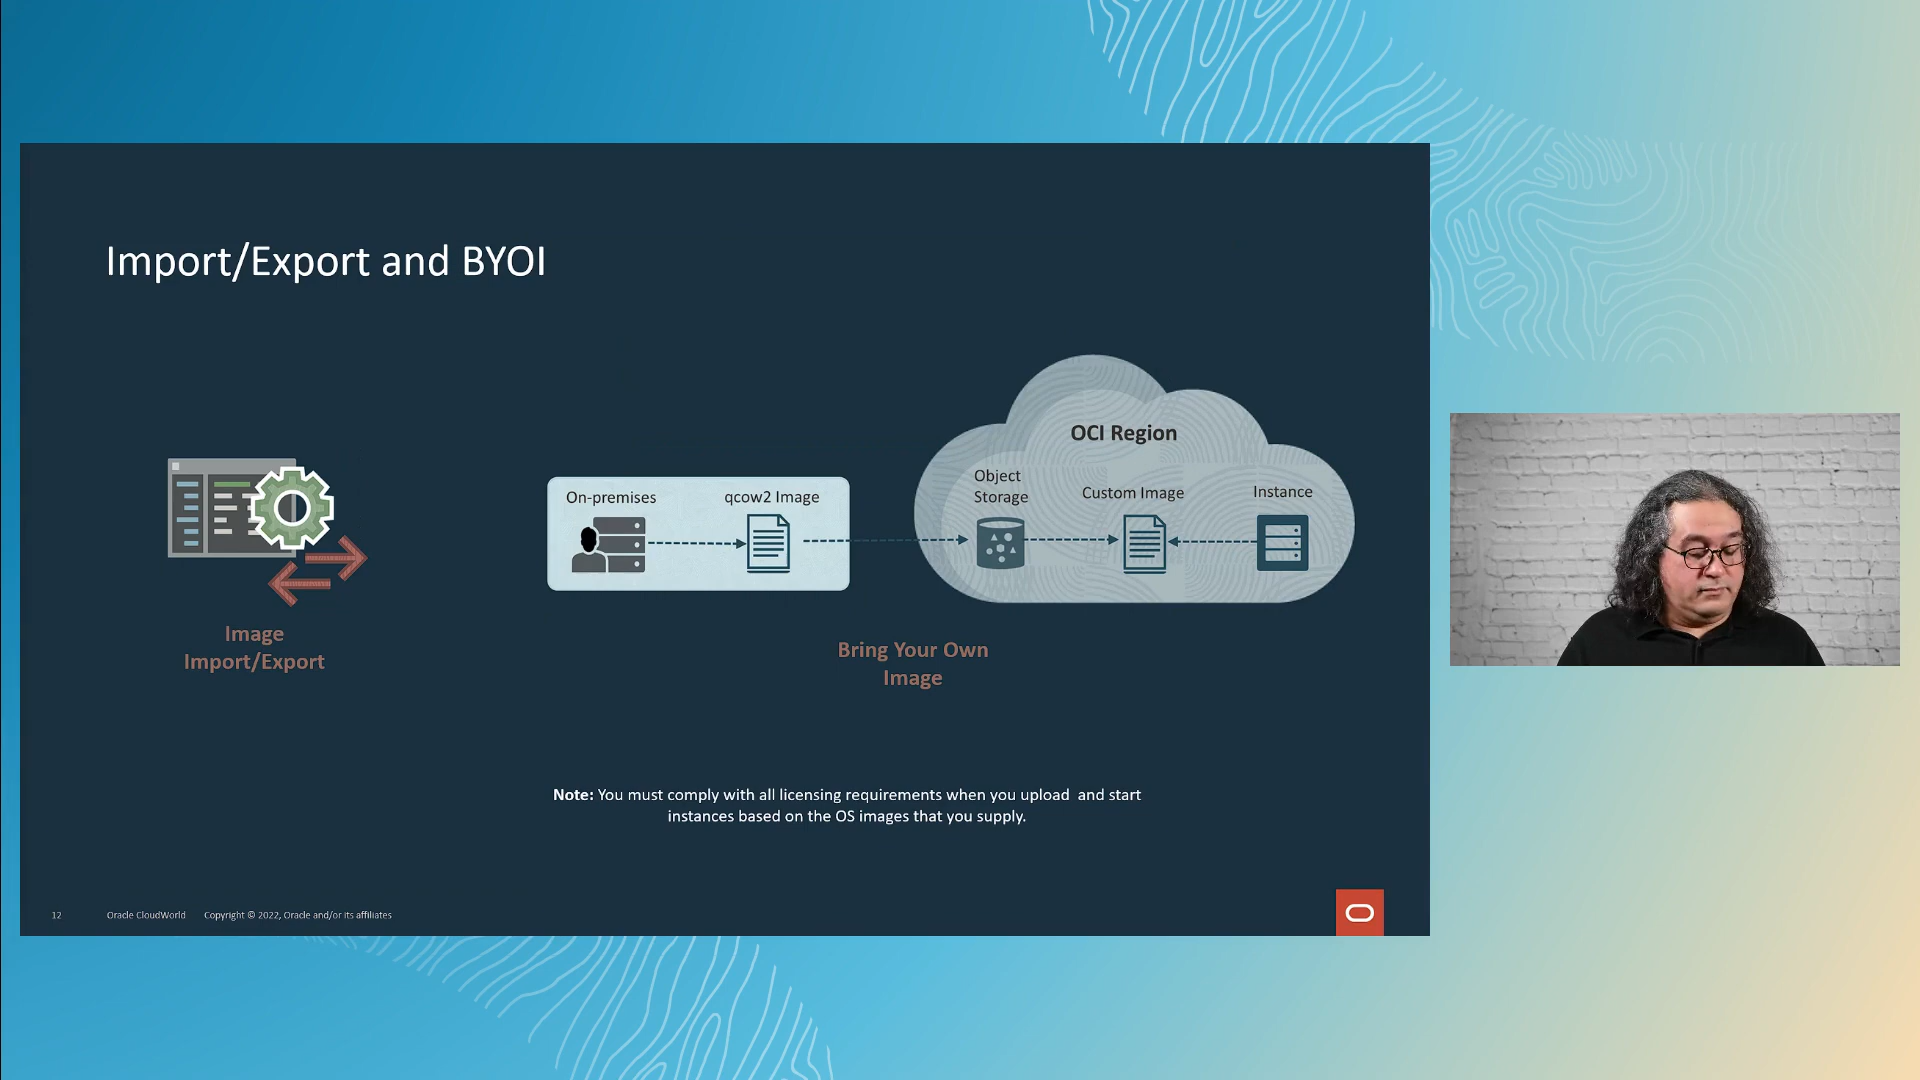 Import/Export and BYOI
OCI Region
Object
Storage
Custom Image
Instance
On-premises
qcow2 Image
Image
Import/Export
Bring Your Own
Image
Note: You must comply with all licensing requirements when you upload and start
instances based on the OS images that you supply.
12
Oracle CloudWorld
Copyright © 2022, Oracle and/or its affiliates